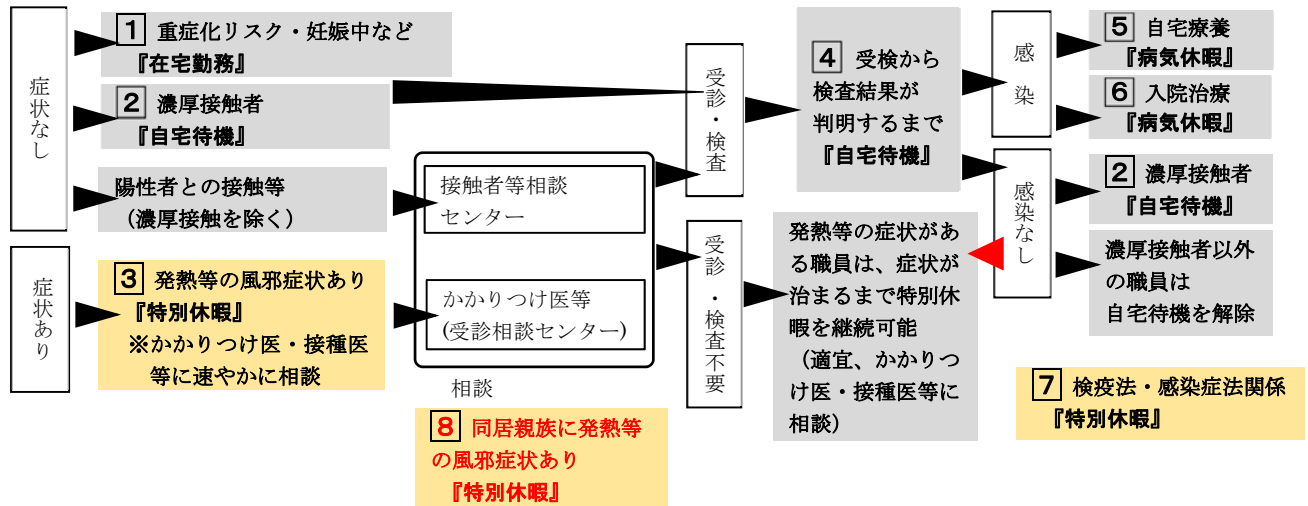 症状なし
1 重症化リスク・妊娠中など
『在宅勤務』
2 濃厚接触者
『自宅待機』
陽性者との接触等
（濃厚接触を除く）
症状あり
3 発熱等の風邪症状あり
『特別休暇』
※かかりつけ医・接種医
等に速やかに相談
接触者等相談
センター
かかりつけ医等
(受診相談センター)
相談
8 同居親族に発熱等
の風邪症状あり
『特別休暇』
受診・検査
受診・検査不要
4 受検から
検査結果が
判明するまで
『自宅待機』
発熱等の症状があ
る職員は、症状が
治まるまで特別休
暇を継続可能
（適宜、かかりつ
け医・接種医等に
相談）
感染
5 自宅療養
『病気休暇』
6 入院治療
『病気休暇』
感染なし
2 濃厚接触者
『自宅待機』
濃厚接触者以外
の職員は
自宅待機を解除
7 検疫法・感染症法関係
『特別休暇』